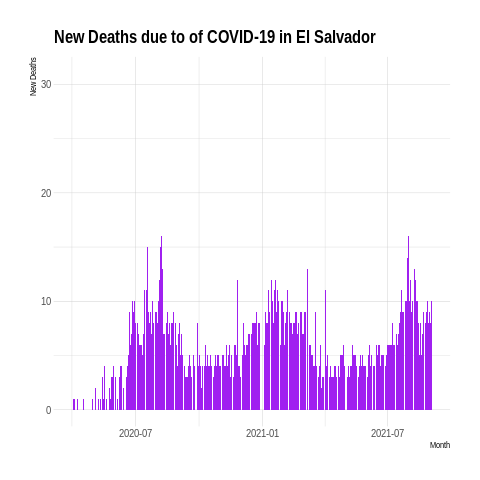 New Deaths due to of COVID-19 in El Salvador
New Deaths
30
20
10
0
2020-07
2021-01
2021-07
Month